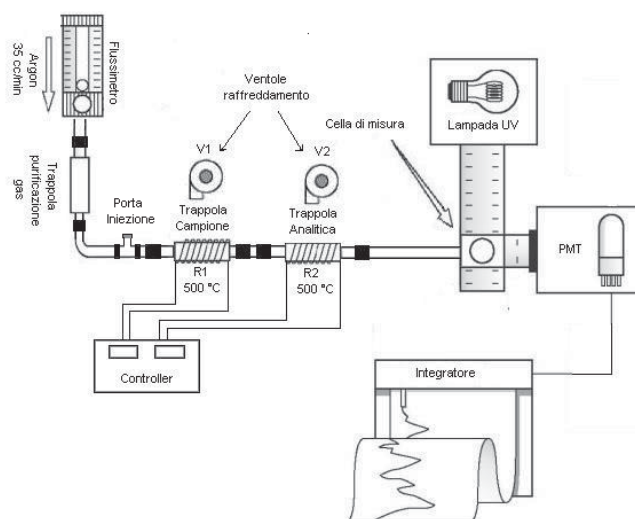 Argon
35 cc/min
Flussimetro
Trappola
purificazione
gas
Porta
Iniezione
Ventole
raffreddamento
V1
V2
Trappola
Campione
Trappola
Analitica
R1
500 °C
R2
500 °C
Controller
Cella di misura
Lampada UV
PMT
Integratore